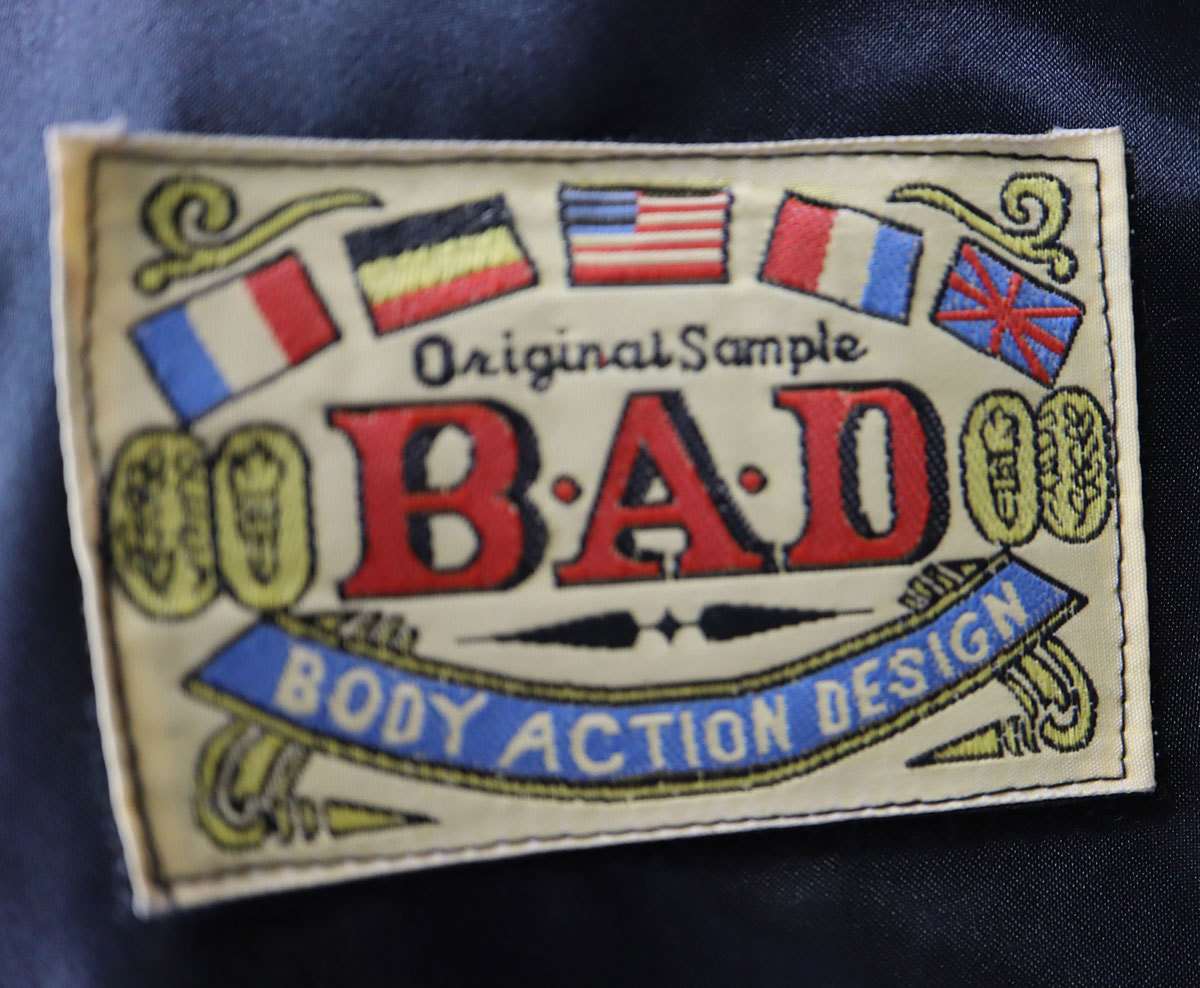 Original Sample
B·A·D
BODY ACTION DESIGN